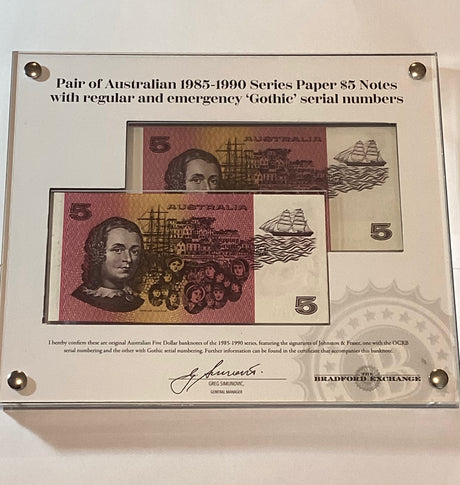 Pair of Australian 1985-1990 Series Paper $5 Notes
with regular and emergency 'Gothic' serial numbers
5
AUSTRALIA
5
5
AUSTRALIA
5
I hereby confirm these are original Australian Five Dollar banknotes of the 1985-1990 series, featuring the signatures of Johnston & Fraser, one with the OCRB
serial numbering and the other with Gothic serial numbering. Further information can be found in the certificate that accompanies this banknote.
GREG SIMUNOVIC,
GENERAL MANAGER
THE
BRADFORD EXCHANGE